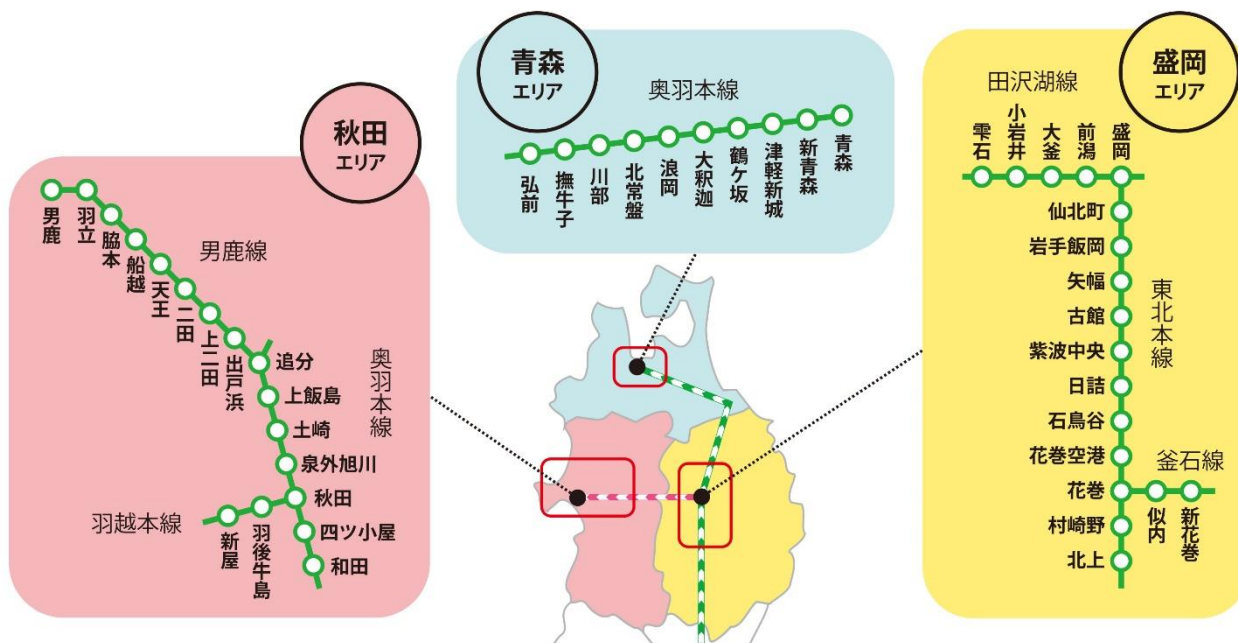 秋田
エリア
男鹿
羽立
脇本
船越
天王
二田
上二田
出戸浜
男鹿線
追分
上飯島
土崎
泉外旭川
秋田
四ツ小屋
和田
奥羽本線
羽越本線
新屋
羽後牛島
青森
エリア
奥羽本線
弘前
撫牛子
川部
北常盤
浪岡
大釈迦
鶴ケ坂
津軽新城
新青森
青森
盛岡
エリア
田沢湖線
雫石
小岩井
大釜
前潟
盛岡
仙北町
岩手飯岡
矢幅
古館
紫波中央
日詰
石鳥谷
花巻空港
花巻
村崎野
北上
東北本線
釜石線
似内
新花巻